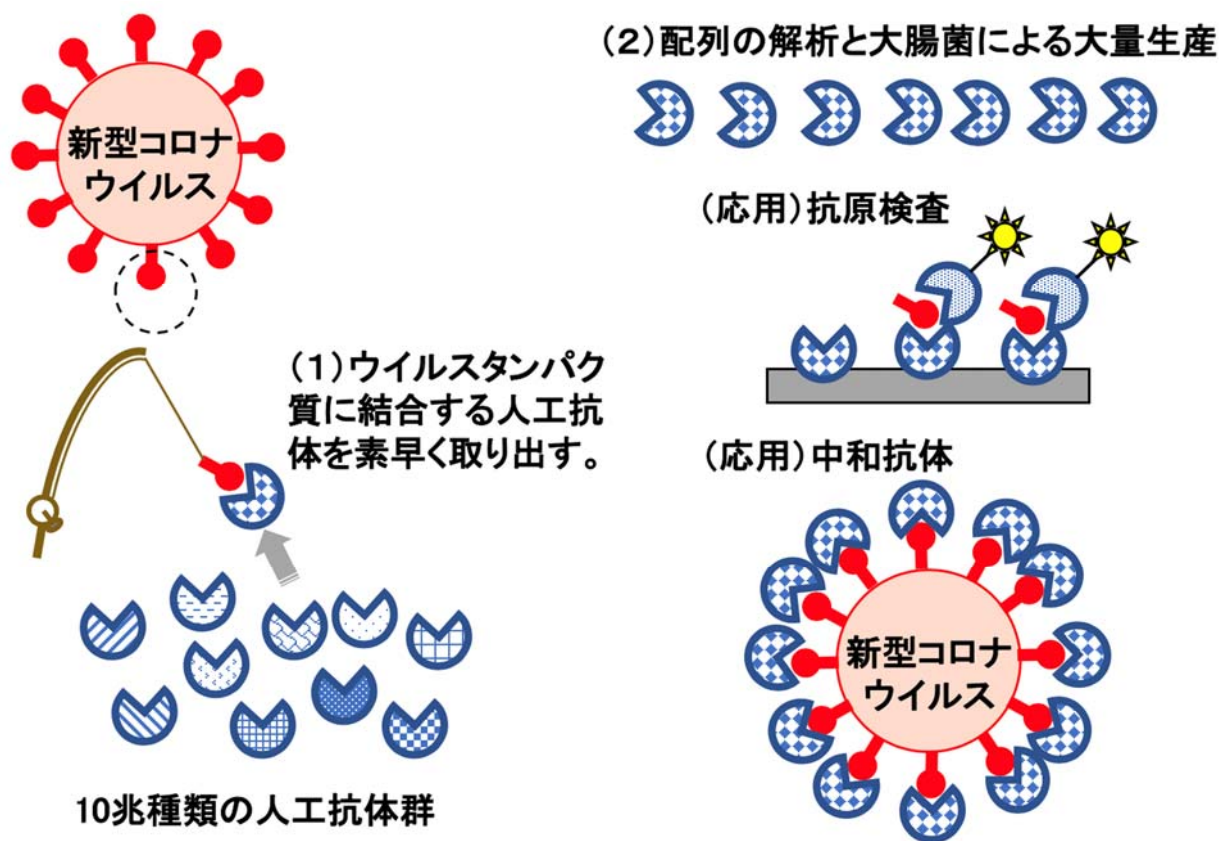 新型コロナ
ウイルス
(1)ウイルスタンパク
質に結合する人工抗
体を素早く取り出す。
10兆種類の人工抗体群
(2)配列の解析と大腸菌による大量生産
(応用)抗原検査
(応用)中和抗体
新型コロナ
ウイルス